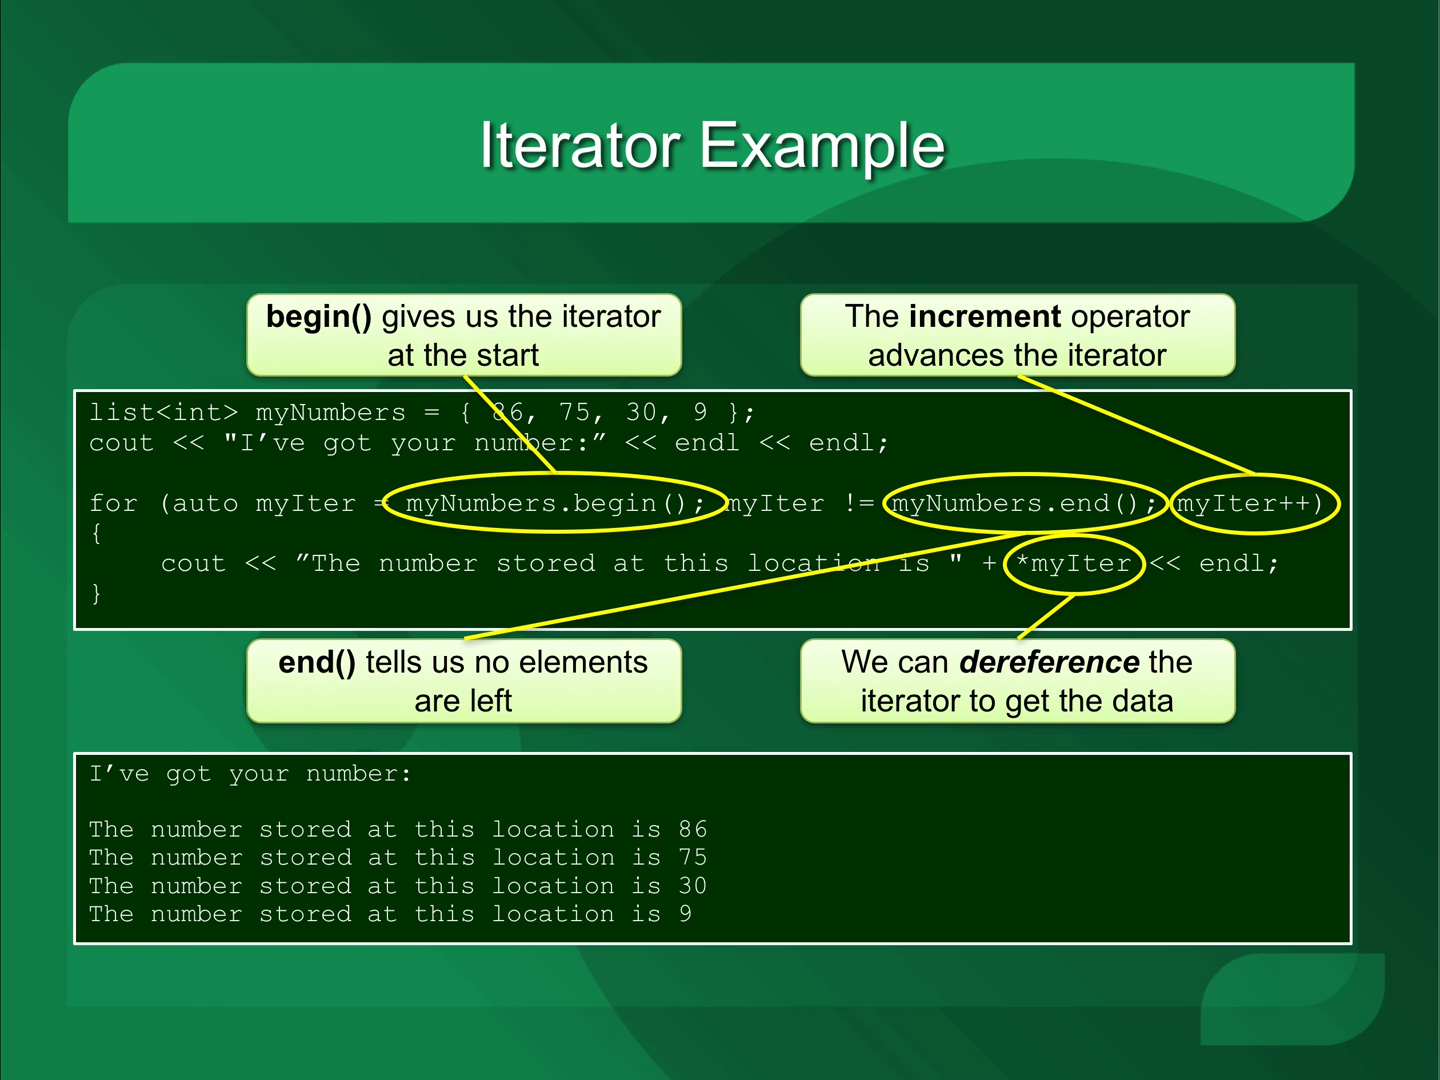 Iterator Example
begin() gives us the iterator
at the start
The increment operator
advances the iterator
list<int> myNumbers = { 86, 75, 30, 9 };
cout << "I’ve got your number:” << endl << endl;
for (auto myIter = myNumbers.begin(); myIter != myNumbers.end(); myIter++)
{
cout << ”The number stored at this location is " + *myIter << endl;
}
end() tells us no elements
are left
We can dereference the
iterator to get the data
I’ve got your number:
The number stored at this location is 86
The number stored at this location is 75
The number stored at this location is 30
The number stored at this location is 9